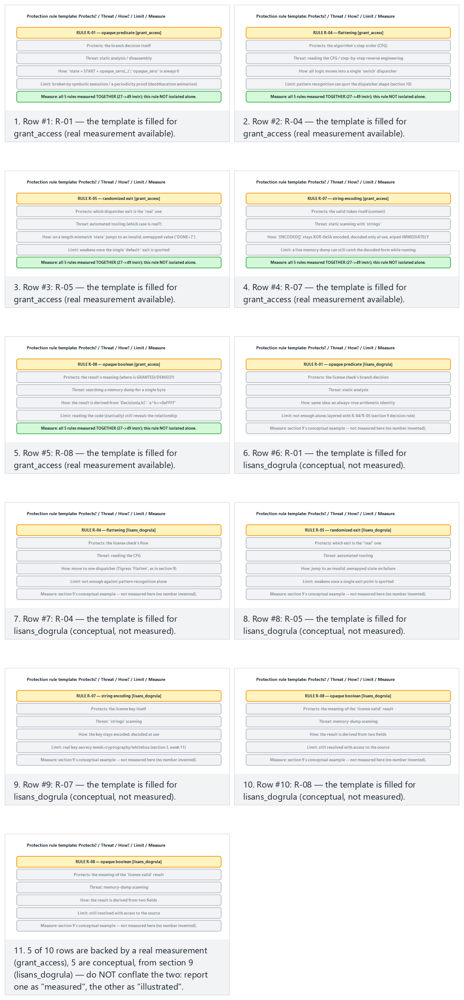 Protection rule template: Protects? / Threat / How? / Limit / Measure
RULE R-01 — opaque predicate [grant_access]
Protects: the branch decision itself
Threat: static analysis / disassembly
How: `state = START + opaque_zero(...)`; `opaque_zero` is always 0
Limit: broken by symbolic execution / a periodicity proof (deobfuscation animation)
Measure: all 5 rules measured TOGETHER (27->49 instr); this rule NOT isolated alone.
1. Row #1: R-01 — the template is filled for
grant_access (real measurement available).
Protection rule template: Protects? / Threat / How? / Limit / Measure
RULE R-04 — flattening [grant_access]
Protects: the algorithm's step order (CFG)
Threat: reading the CFG / step-by-step reverse engineering
How: all logic moves into a single `switch` dispatcher
Limit: pattern recognition can spot the dispatcher shape (section 10)
Measure: all 5 rules measured TOGETHER (27->49 instr); this rule NOT isolated alone.
2. Row #2: R-04 — the template is filled for
grant_access (real measurement available).
Protection rule template: Protects? / Threat / How? / Limit / Measure
RULE R-05 — randomized exit [grant_access]
Protects: which dispatcher exit is the 'real' one
Threat: automated tooling (which case is real?)
How: on a length mismatch `state` jumps to an invalid, unmapped value (`DONE+7`)
Limit: weakens once the single `default:` exit is spotted
Measure: all 5 rules measured TOGETHER (27->49 instr); this rule NOT isolated alone.
3. Row #3: R-05 — the template is filled for
grant_access (real measurement available).
Protection rule template: Protects? / Threat / How? / Limit / Measure
RULE R-07 — string encoding [grant_access]
Protects: the valid token itself (content)
Threat: static scanning with `strings`
How: `ENCODED[]` stays XOR-0x5A encoded, decoded only at use, wiped IMMEDIATELY
Limit: a live memory dump can still catch the decoded form while running
Measure: all 5 rules measured TOGETHER (27->49 instr); this rule NOT isolated alone.
4. Row #4: R-07 — the template is filled for
grant_access (real measurement available).
Protection rule template: Protects? / Threat / How? / Limit / Measure
RULE R-08 — opaque boolean [grant_access]
Protects: the result's meaning (where is GRANTED/DENIED?)
Threat: searching a memory dump for a single byte
How: the result is derived from `Decision{a,b}`: `a^b==0xFFFF`
Limit: reading the code (statically) still reveals the relationship
Measure: all 5 rules measured TOGETHER (27->49 instr); this rule NOT isolated alone.
5. Row #5: R-08 — the template is filled for
grant_access (real measurement available).
Protection rule template: Protects? / Threat / How? / Limit / Measure
RULE R-01 — opaque predicate [lisans_dogrula]
Protects: the license check's branch decision
Threat: static analysis
How: same idea: an always-true arithmetic identity
Limit: not enough alone; layered with R-04/R-05 (section 9 decision rule)
Measure: section 9's conceptual example -- not measured here (no number invented).
6. Row #6: R-01 — the template is filled for
lisans_dogrula (conceptual, not measured).
Protection rule template: Protects? / Threat / How? / Limit / Measure
RULE R-04 — flattening [lisans_dogrula]
Protects: the license check's flow
Threat: reading the CFG
How: move to one dispatcher (Tigress `Flatten`, as in section 9)
Limit: not enough against pattern recognition alone
Measure: section 9's conceptual example -- not measured here (no number invented).
7. Row #7: R-04 — the template is filled for
lisans_dogrula (conceptual, not measured).
Protection rule template: Protects? / Threat / How? / Limit / Measure
RULE R-05 — randomized exit [lisans_dogrula]
Protects: which exit is the "real" one
Threat: automated tooling
How: jump to an invalid, unmapped state on failure
Limit: weakens once a single exit point is spotted
Measure: section 9's conceptual example -- not measured here (no number invented).
8. Row #8: R-05 — the template is filled for
lisans_dogrula (conceptual, not measured).
Protection rule template: Protects? / Threat / How? / Limit / Measure
RULE R-07 — string encoding [lisans_dogrula]
Protects: the license key itself
Threat: `strings` scanning
How: the key stays encoded, decoded at use
Limit: real key secrecy needs cryptography/whitebox (section 3, week 11)
Measure: section 9's conceptual example -- not measured here (no number invented).
9. Row #9: R-07 — the template is filled for
lisans_dogrula (conceptual, not measured).
Protection rule template: Protects? / Threat / How? / Limit / Measure
RULE R-08 — opaque boolean [lisans_dogrula]
Protects: the meaning of the 'license valid' result
Threat: memory-dump scanning
How: the result is derived from two fields
Limit: still resolved with access to the source
Measure: section 9's conceptual example -- not measured here (no number invented).
10. Row #10: R-08 — the template is filled for
lisans_dogrula (conceptual, not measured).
Protection rule template: Protects? / Threat / How? / Limit / Measure
RULE R-08 — opaque boolean [lisans_dogrula]
Protects: the meaning of the 'license valid' result
Threat: memory-dump scanning
How: the result is derived from two fields
Limit: still resolved with access to the source
Measure: section 9's conceptual example -- not measured here (no number invented).
11. 5 of 10 rows are backed by a real measurement
(grant_access), 5 are conceptual, from section 9
(lisans_dogrula) — do NOT conflate the two: report
one as "measured", the other as "illustrated".